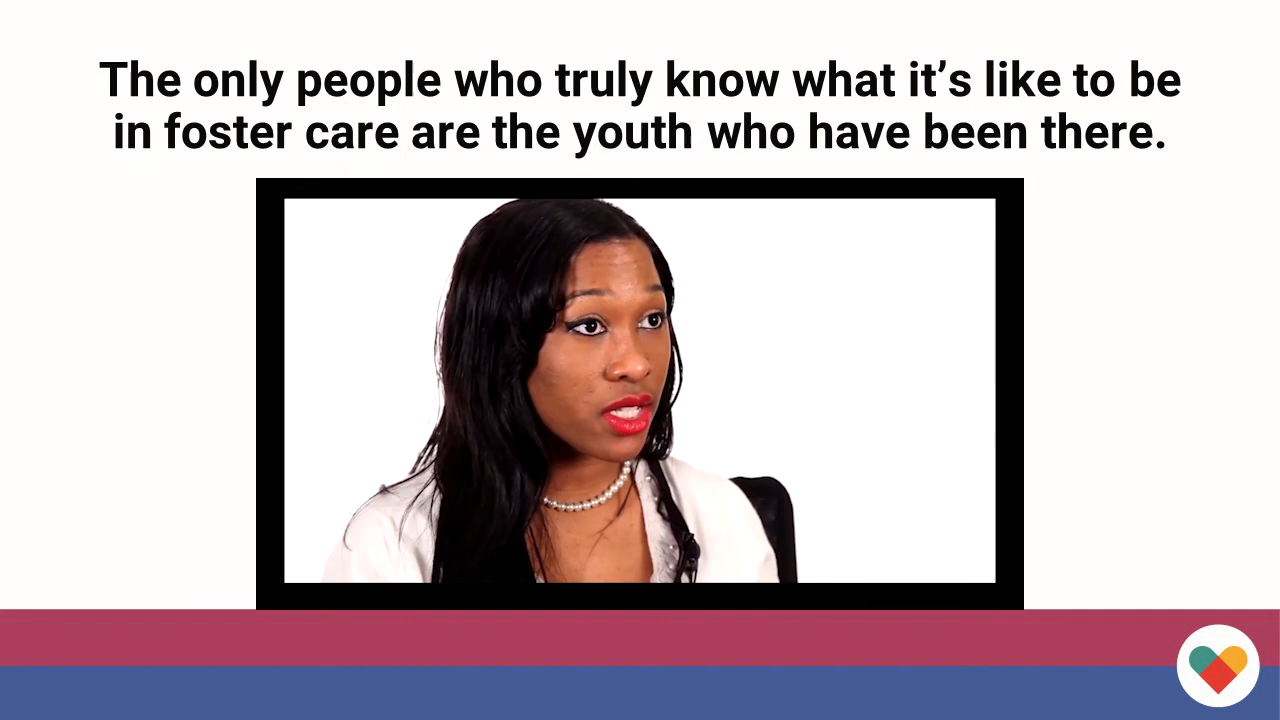 The only people who truly know what it’s like to be
in foster care are the youth who have been there.